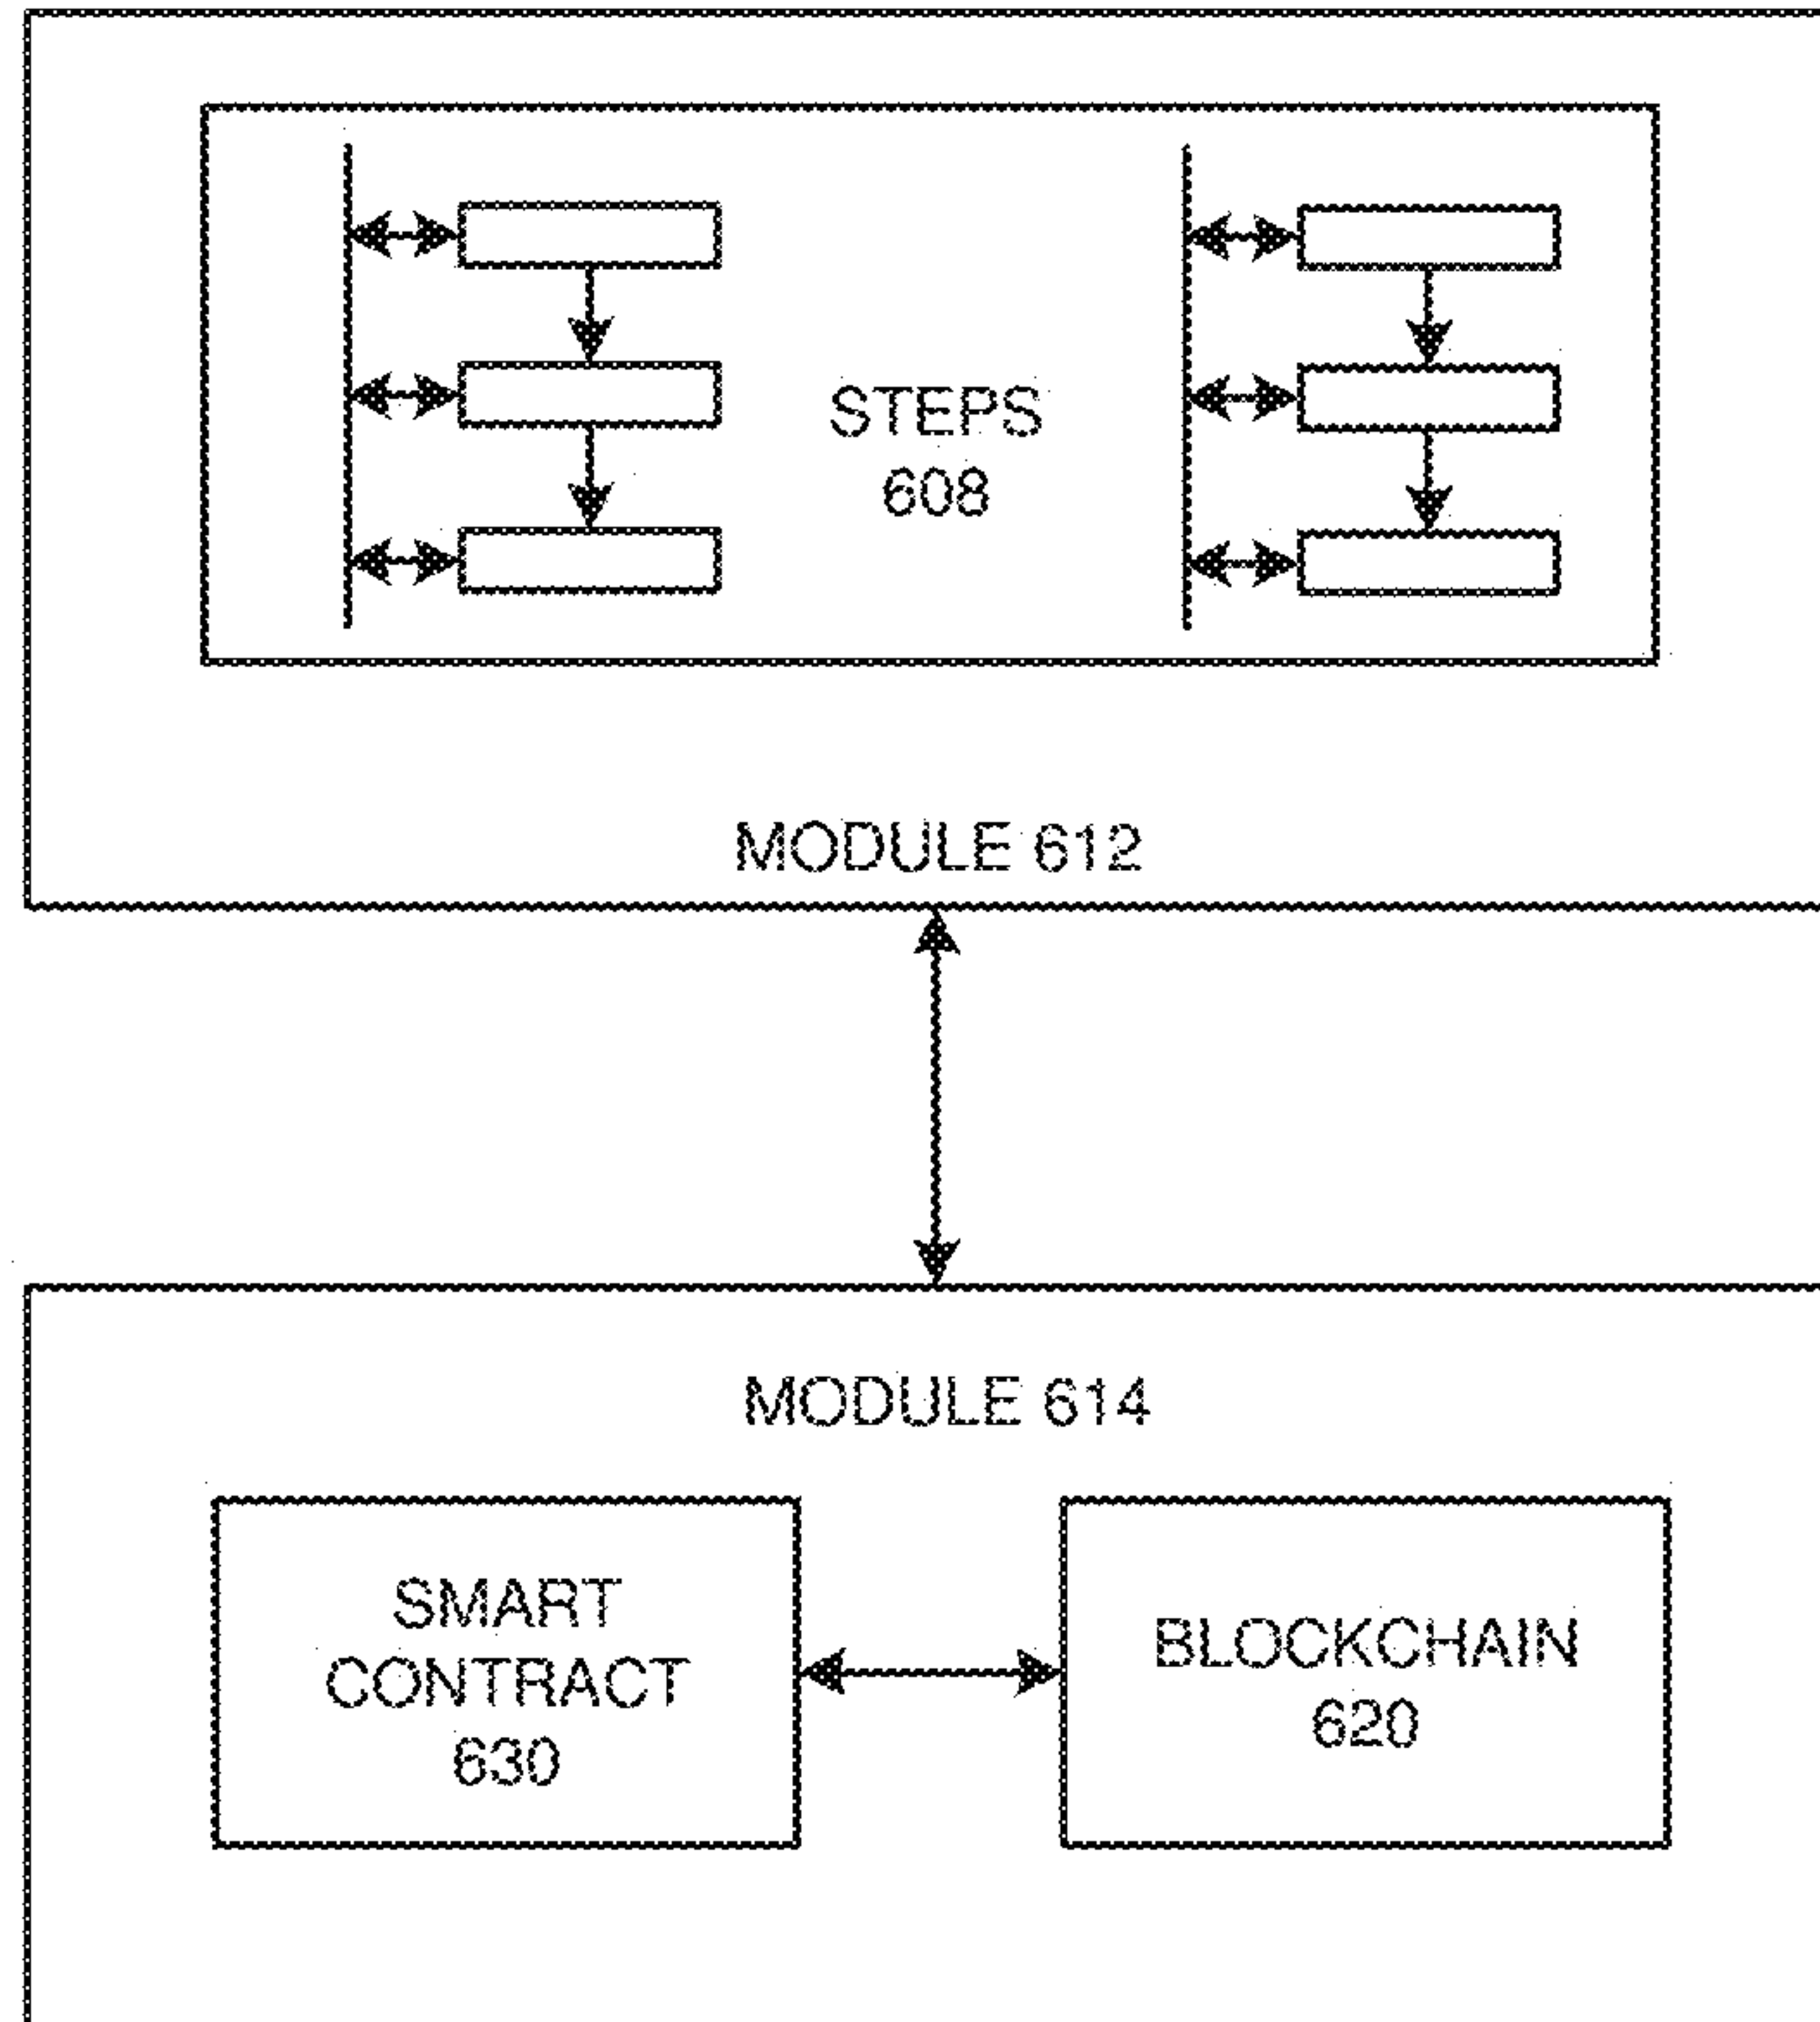 STEPS
608
MODULE 612
MODULE 614
SMART
CONTRACT
630
BLOCKCHAIN
620